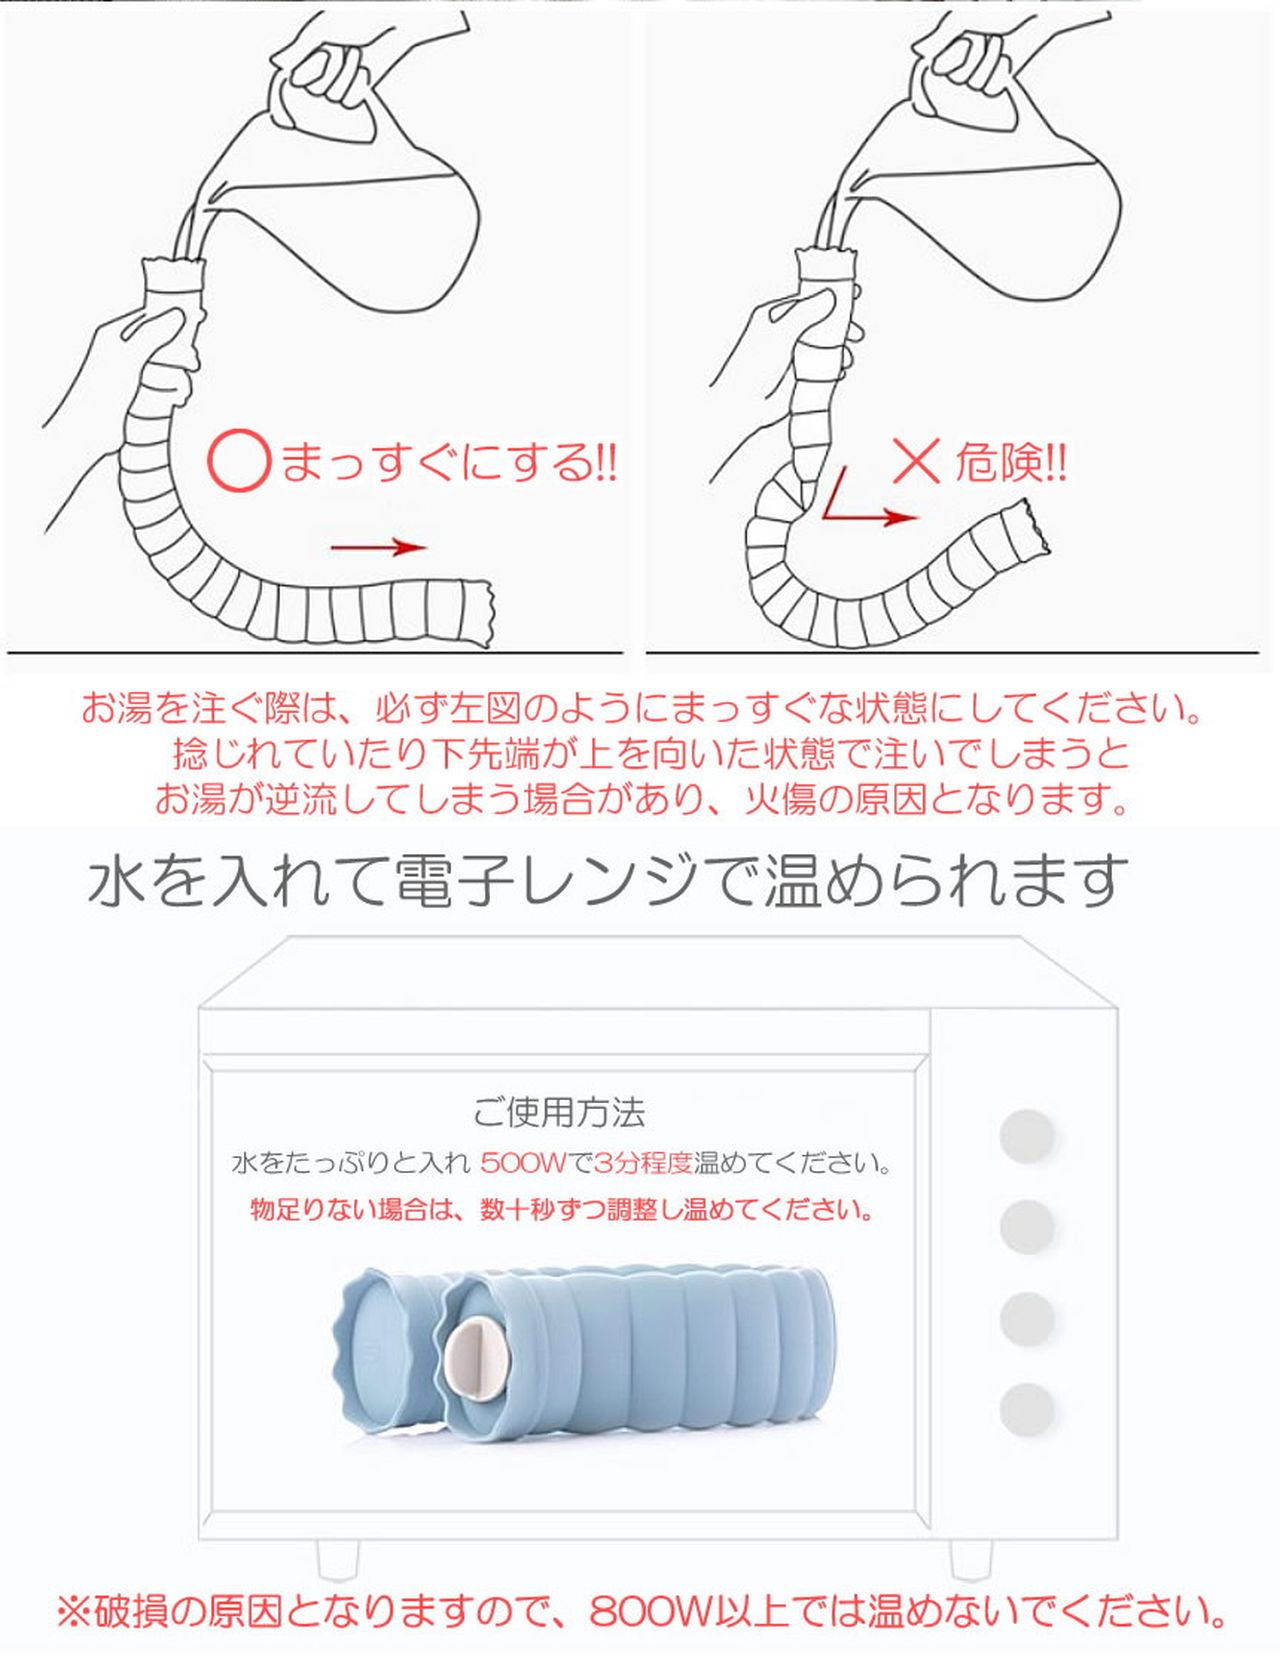 〇まっすぐにする!!
× 危険!!
お湯を注ぐ際は、必ず左図のようにまっすぐな状態にしてください。
捻じれていたり下先端が上を向いた状態で注いでしまうと
お湯が逆流してしまう場合があり、火傷の原因となります。
水を入れて電子レンジで温められます
ご使用方法
水をたっぷりと入れ 500Wで3分程度温めてください。
物足りない場合は、数十秒ずつ調整し温めてください。
※破損の原因となりますので、800W以上では温めないでください。